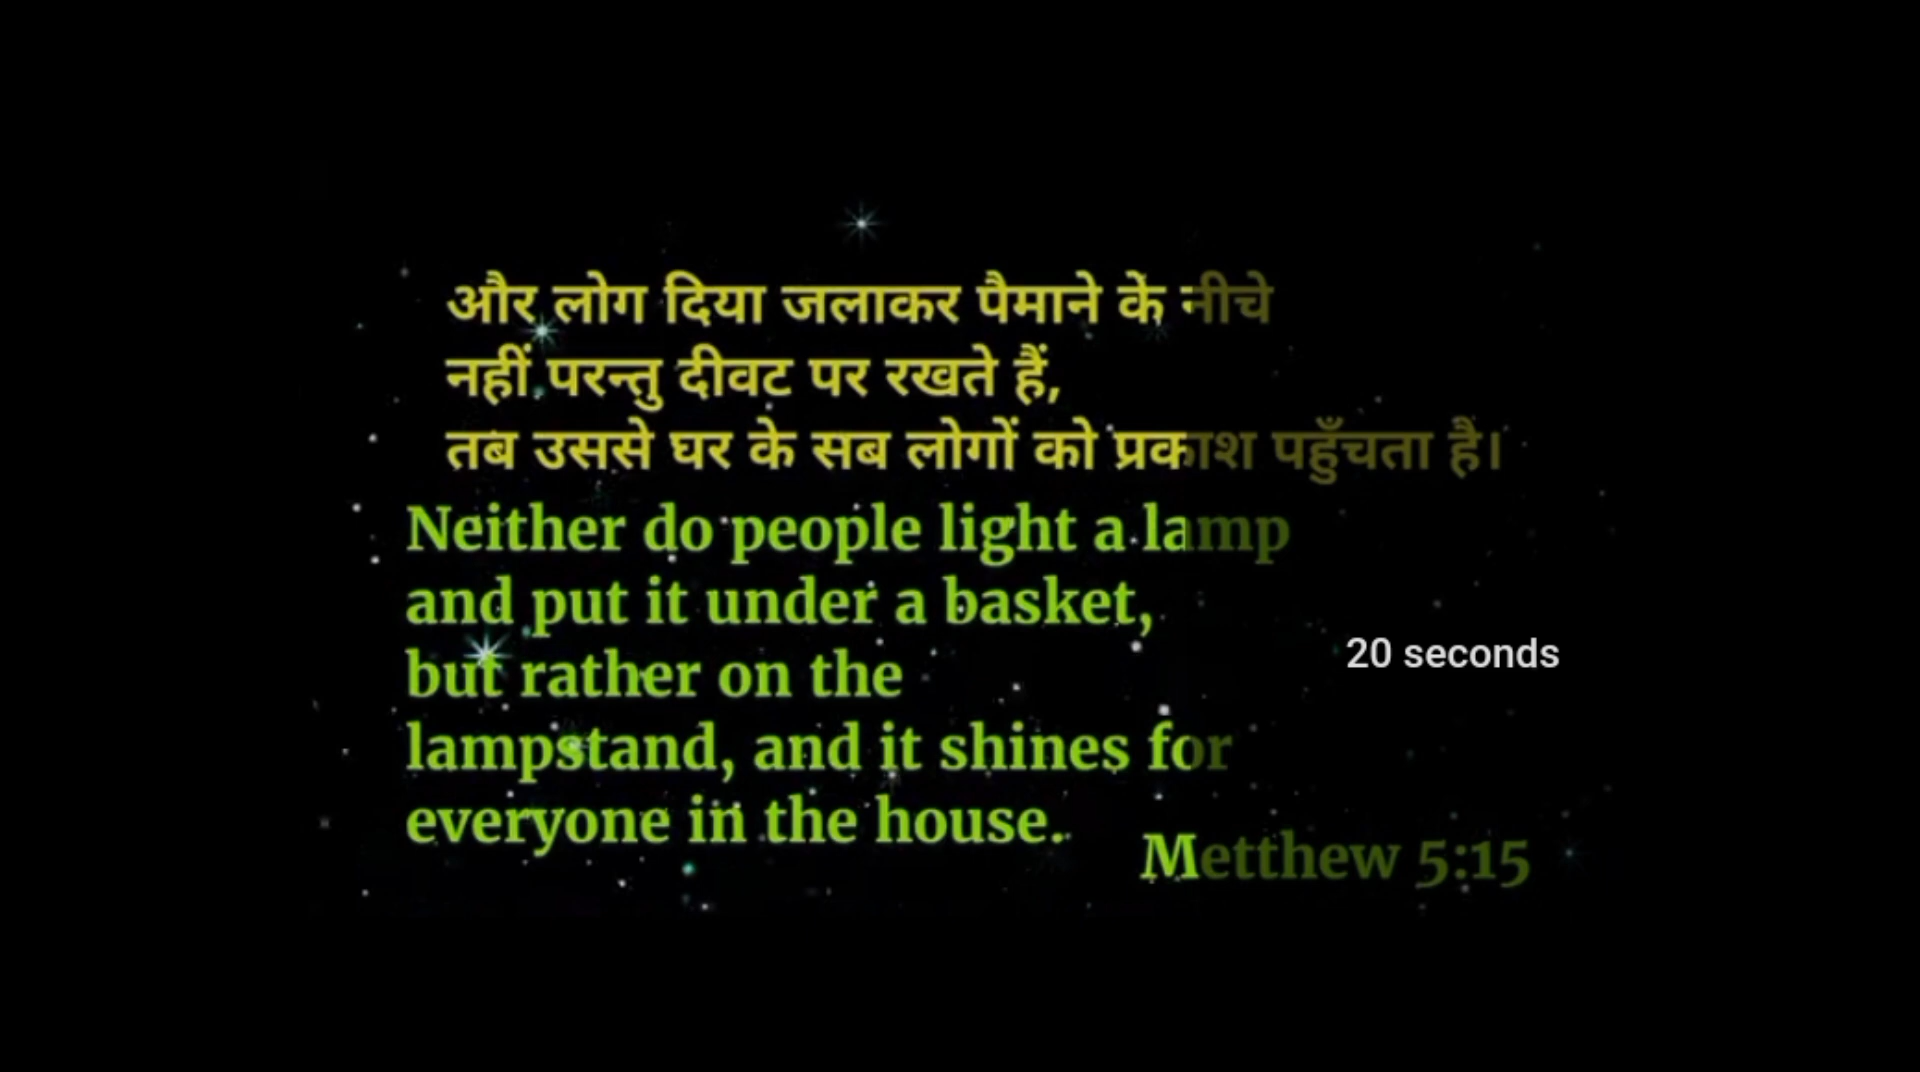 और लोग दिया जलाकर पैमाने के नीचे
नहीं परन्तु दीवट पर रखते हैं,
तब उससे घर के सब लोगों को प्रकाश पहुँचता है।
Neither do people light a lamp
and put it under a basket,
but rather on the
lampstand, and it shines for
everyone in the house.
20 seconds
Metthew 5:15